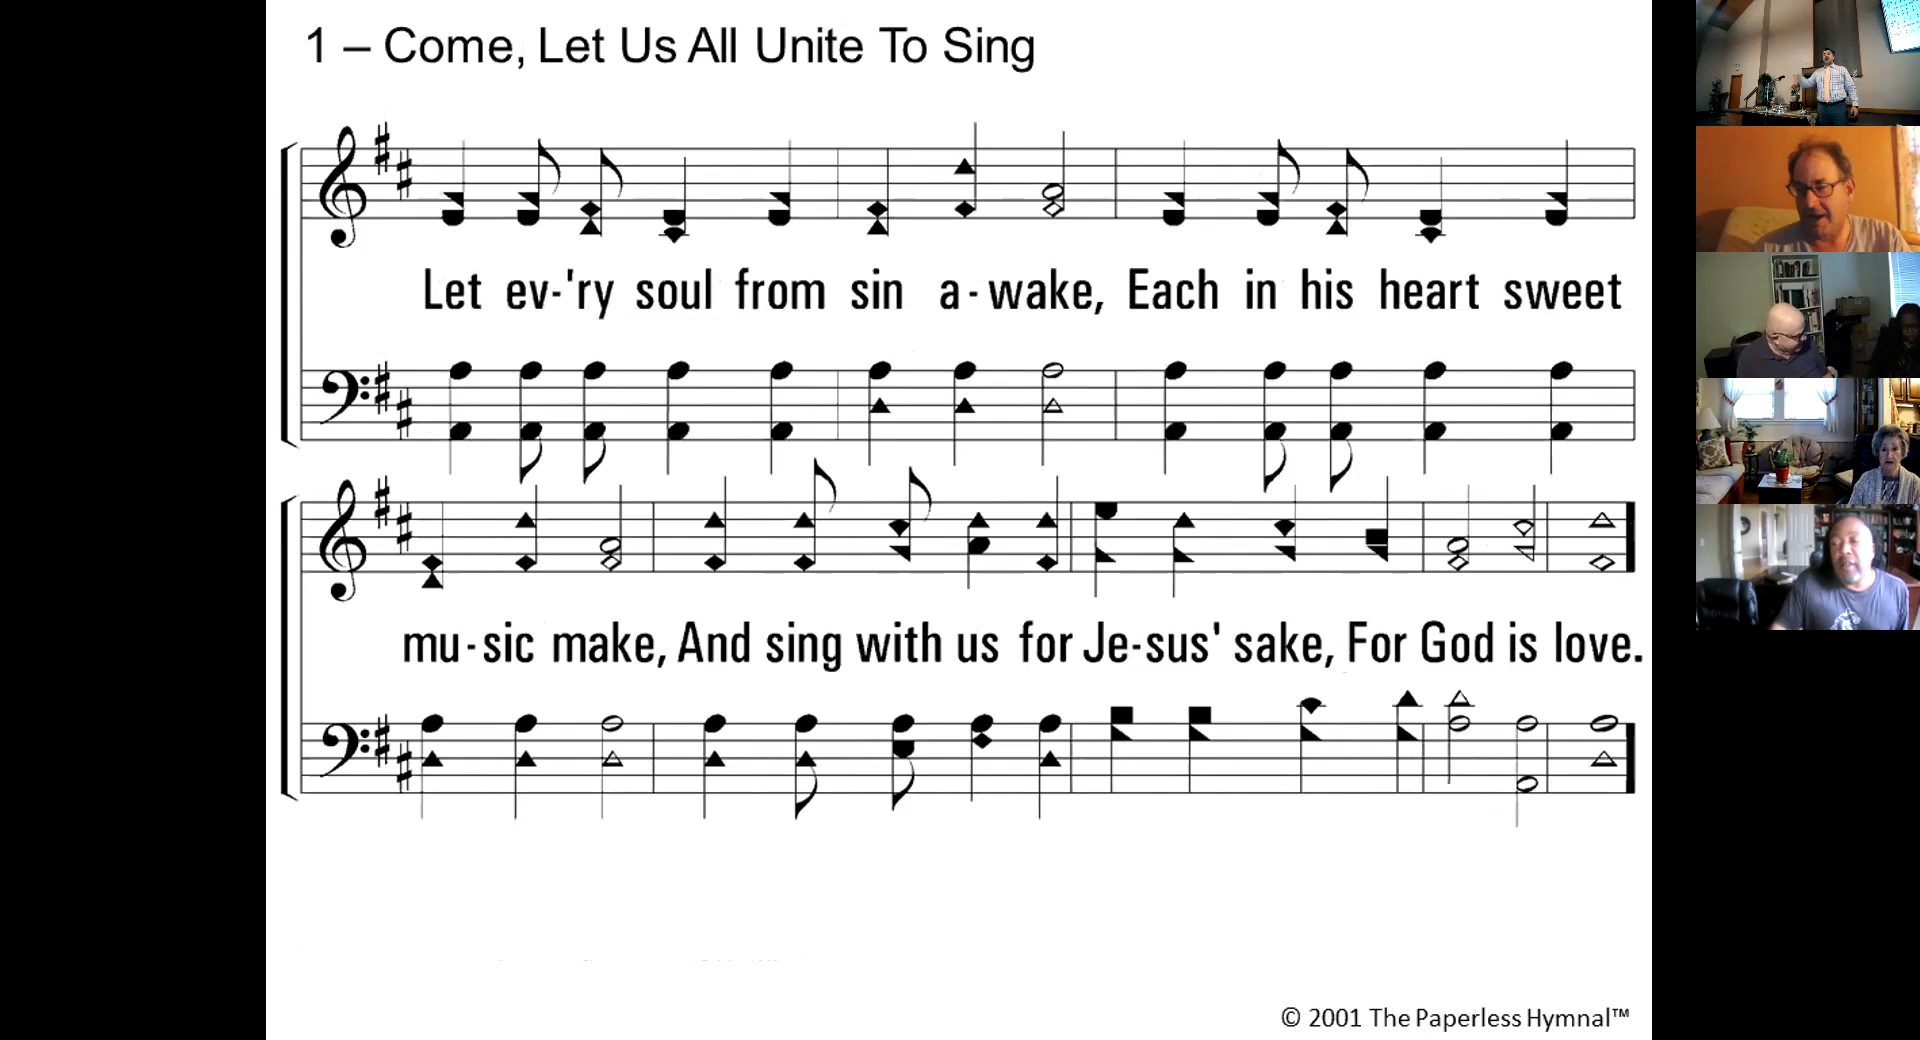 1 – Come, Let Us All Unite To Sing
Let ev-'ry soul from sin a-wake, Each in his heart sweet
mu-sic make, And sing with us for Je-sus' sake, For God is love.
© 2001 The Paperless Hymnal™